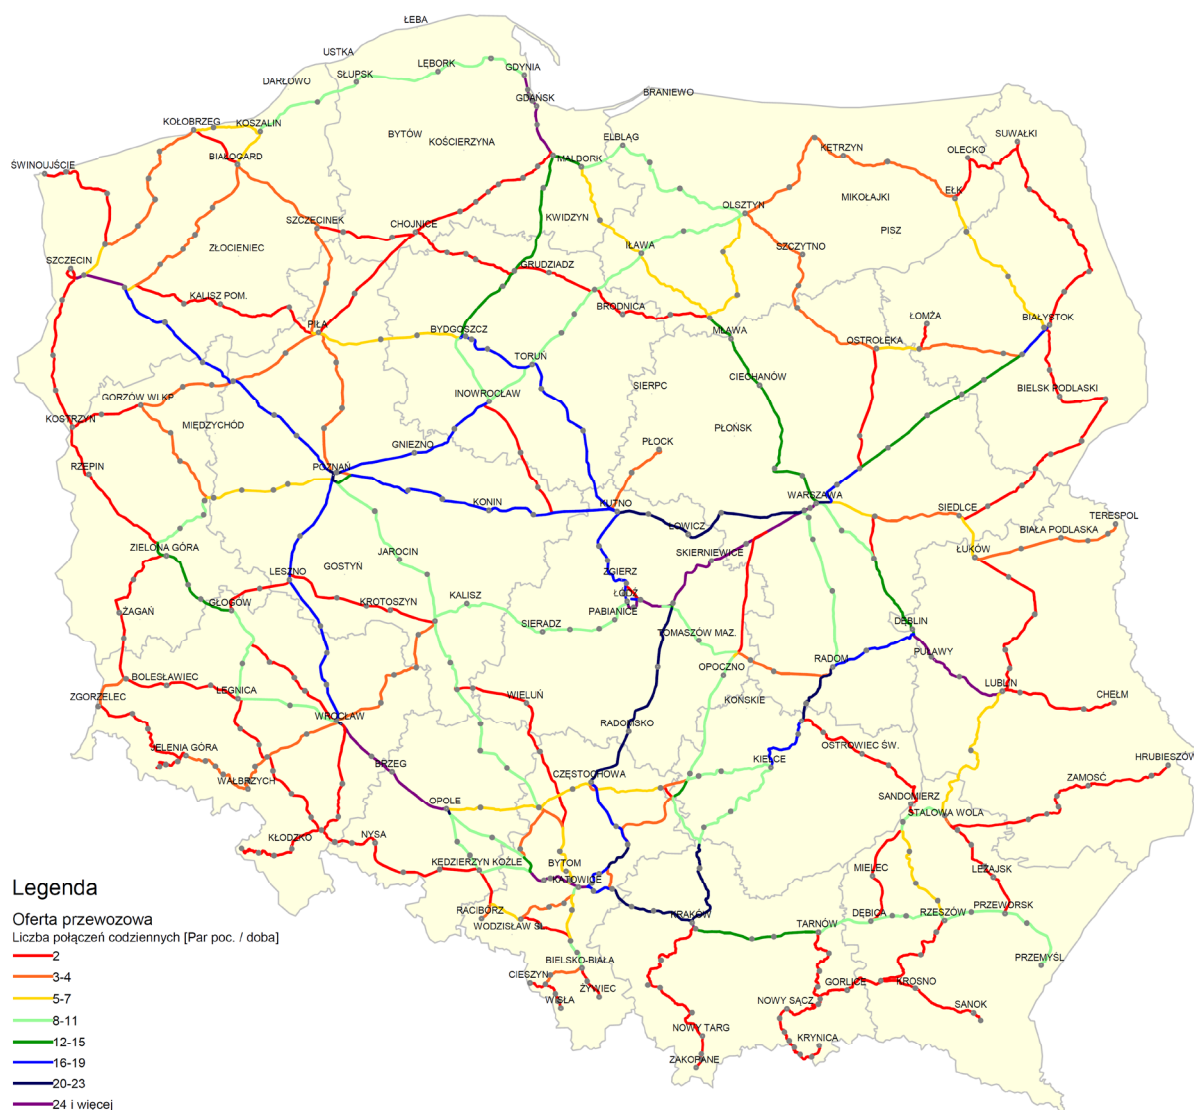 ŁEBA
USTKA
LĘBORK
GDYNIA
SŁUPSK
DARŁOWO
GDAŃSK
BRANIEWO
KOŁOBRZEG
KOSZALIN
BYTÓW
KOŚCIERZYNA
ELBLĄG
KĘTRZYN
SUWAŁKI
OLECKO
ŚWINOUJŚCIE
BIAŁOGARD
MALBORK
EŁK
MIKOŁAJKI
SZCZECINEK
CHOJNICE
KWIDZYN
OLSZTYN
PISZ
ZŁOCIENIEC
IŁAWA
SZCZYTNO
SZCZECIN
GRUDZIADZ
KALISZ POM.
BRODNICA
ŁOMŻA
BIAŁYSTOK
PIŁA
BYDGOSZCZ
MŁAWA
OSTROŁĘKA
TORUŃ
CIECHANÓW
SIERPC
BIELSK PODLASKI
GORZÓW WLKP
INOWROCŁAW
KOSTRZYN
MIĘDZYCHÓD
PŁOŃSK
GNIEZNO
PŁOCK
RZEPIN
POZNAŃ
KONIN
KUTNO
WARSZAWA
SIEDLCE
TERESPOL
ŁOWICZ
BIAŁA PODLASKA
ZIELONA GÓRA
JAROCIN
SKIERNIEWICE
ŁUKÓW
GOSTYŃ
LESZNO
ZGIERZ
ŁÓDŹ
GŁOGÓW
KROTOSZYN
KALISZ
PABIANICE
ŻAGAŃ
SIERADZ
DĘBLIN
TOMASZÓW MAZ.
PUŁAWY
RADOM
OPOCZNO
BOLESŁAWIEC
LUBLIN
ZGORZELEC
LEGNICA
WIELUŃ
KOŃSKIE
CHEŁM
WROCŁAW
RADOMSKO
JELENIA GÓRA
OSTROWIEC ŚW.
BRZEG
KIELCE
HRUBIESZÓW
WAŁBRZYCH
CZĘSTOCHOWA
ZAMOŚĆ
OPOLE
SANDOMIERZ
STALOWA WOLA
KŁODZKO
NYSA
KĘDZIERZYN KOŹLE
BYTOM
MIELEC
LEŻAJSK
KATOWICE
Legenda
RACIBÓRZ
KRAKÓW
DĘBICA
RZESZÓW
PRZEWORSK
Oferta przewozowa
WODZISŁAW ŚL.
TARNÓW
Liczba połączeń codziennych [Par poc. / doba]
BIELSKO-BIAŁA
PRZEMYŚL
2
CIESZYN
3-4
ŻYWIEC
GORLICE
KROSNO
5-7
WISŁA
NOWY SĄCZ
SANOK
8-11
NOWY TARG
12-15
KRYNICA
16-19
ZAKOPANE
20-23
24 i więcej